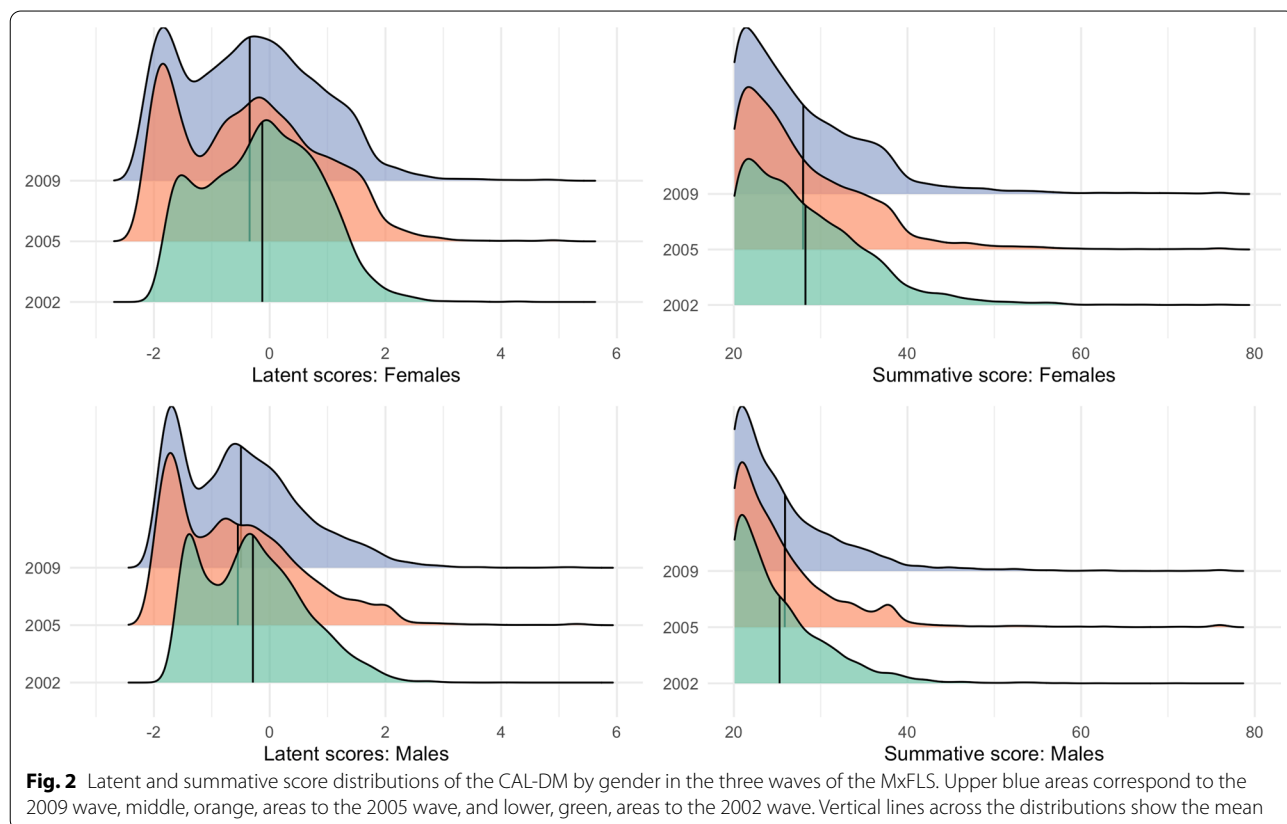 2009
2005
2002
-2 0 2 4 6
Latent scores: Females
2009
2005
2002
20 40 60 80
Summative score: Females
2009
2005
2002
-2 0 2 4 6
Latent scores: Males
2009
2005
2002
20 40 60 80
Summative score: Males
Fig. 2 Latent and summative score distributions of the CAL-DM by gender in the three waves of the MxFLS. Upper blue areas correspond to the
2009 wave, middle, orange, areas to the 2005 wave, and lower, green, areas to the 2002 wave. Vertical lines across the distributions show the mean